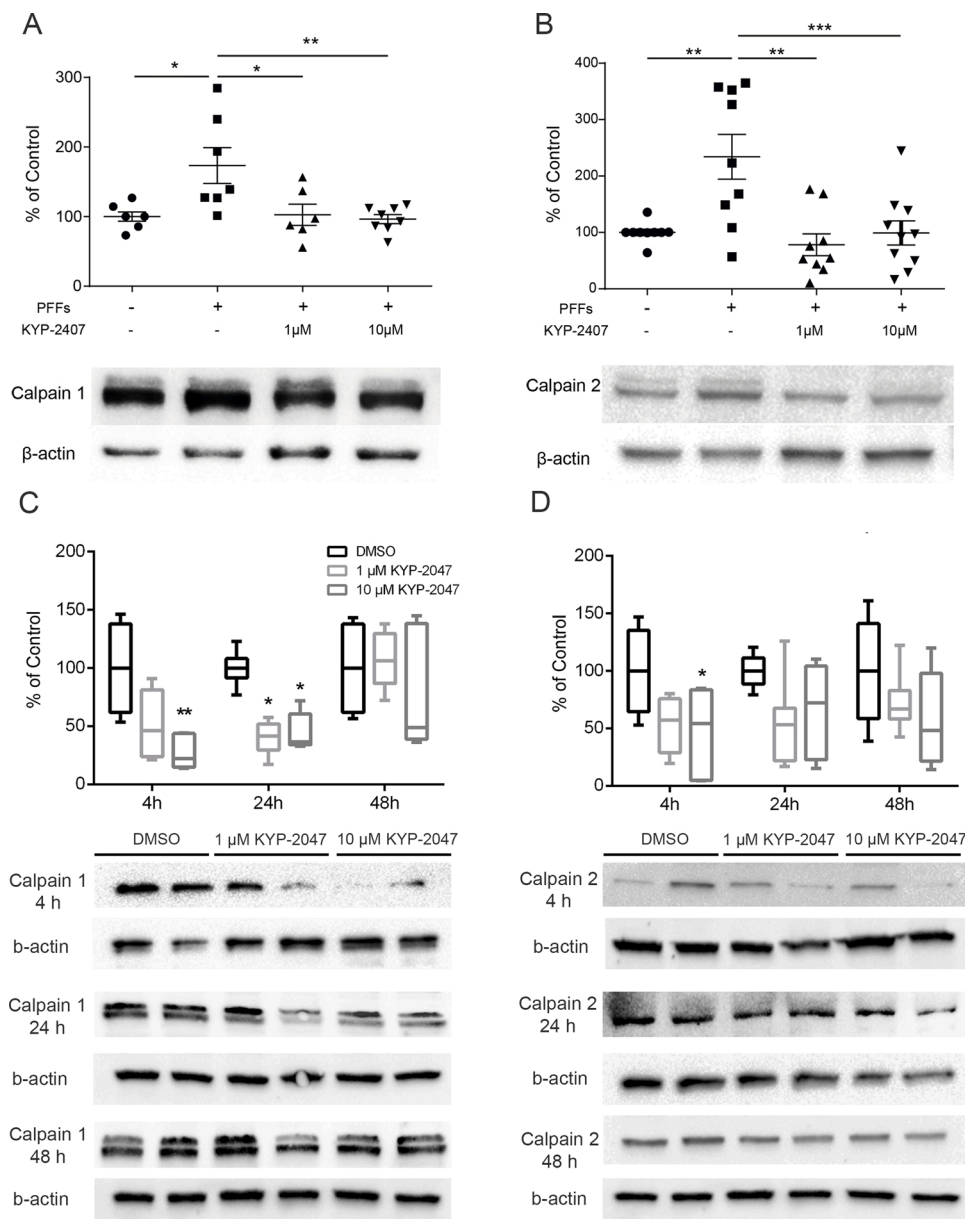 A
B
** ***
* * ** **
300
200
100
0
% of Control
400
300
200
100
0
% of Control
PFFs - + + +
KYP-2407 - - 1µM 10µM
PFFs - + + +
KYP-2407 - - 1µM 10µM
Calpain 1
β-actin
Calpain 2
β-actin
C
D
200
150
100
50
0
% of Control
DMSO
1 µM KYP-2047
10 µM KYP-2047
**
*
*
4h 24h 48h
200
150
100
50
0
% of Control
*
4h 24h 48h
DMSO 1 µM KYP-2047 10 µM KYP-2047
Calpain 1
4 h
b-actin
Calpain 1
24 h
b-actin
Calpain 1
48 h
b-actin
DMSO 1 µM KYP-2047 10 µM KYP-2047
Calpain 2
4 h
b-actin
Calpain 2
24 h
b-actin
Calpain 2
48 h
b-actin